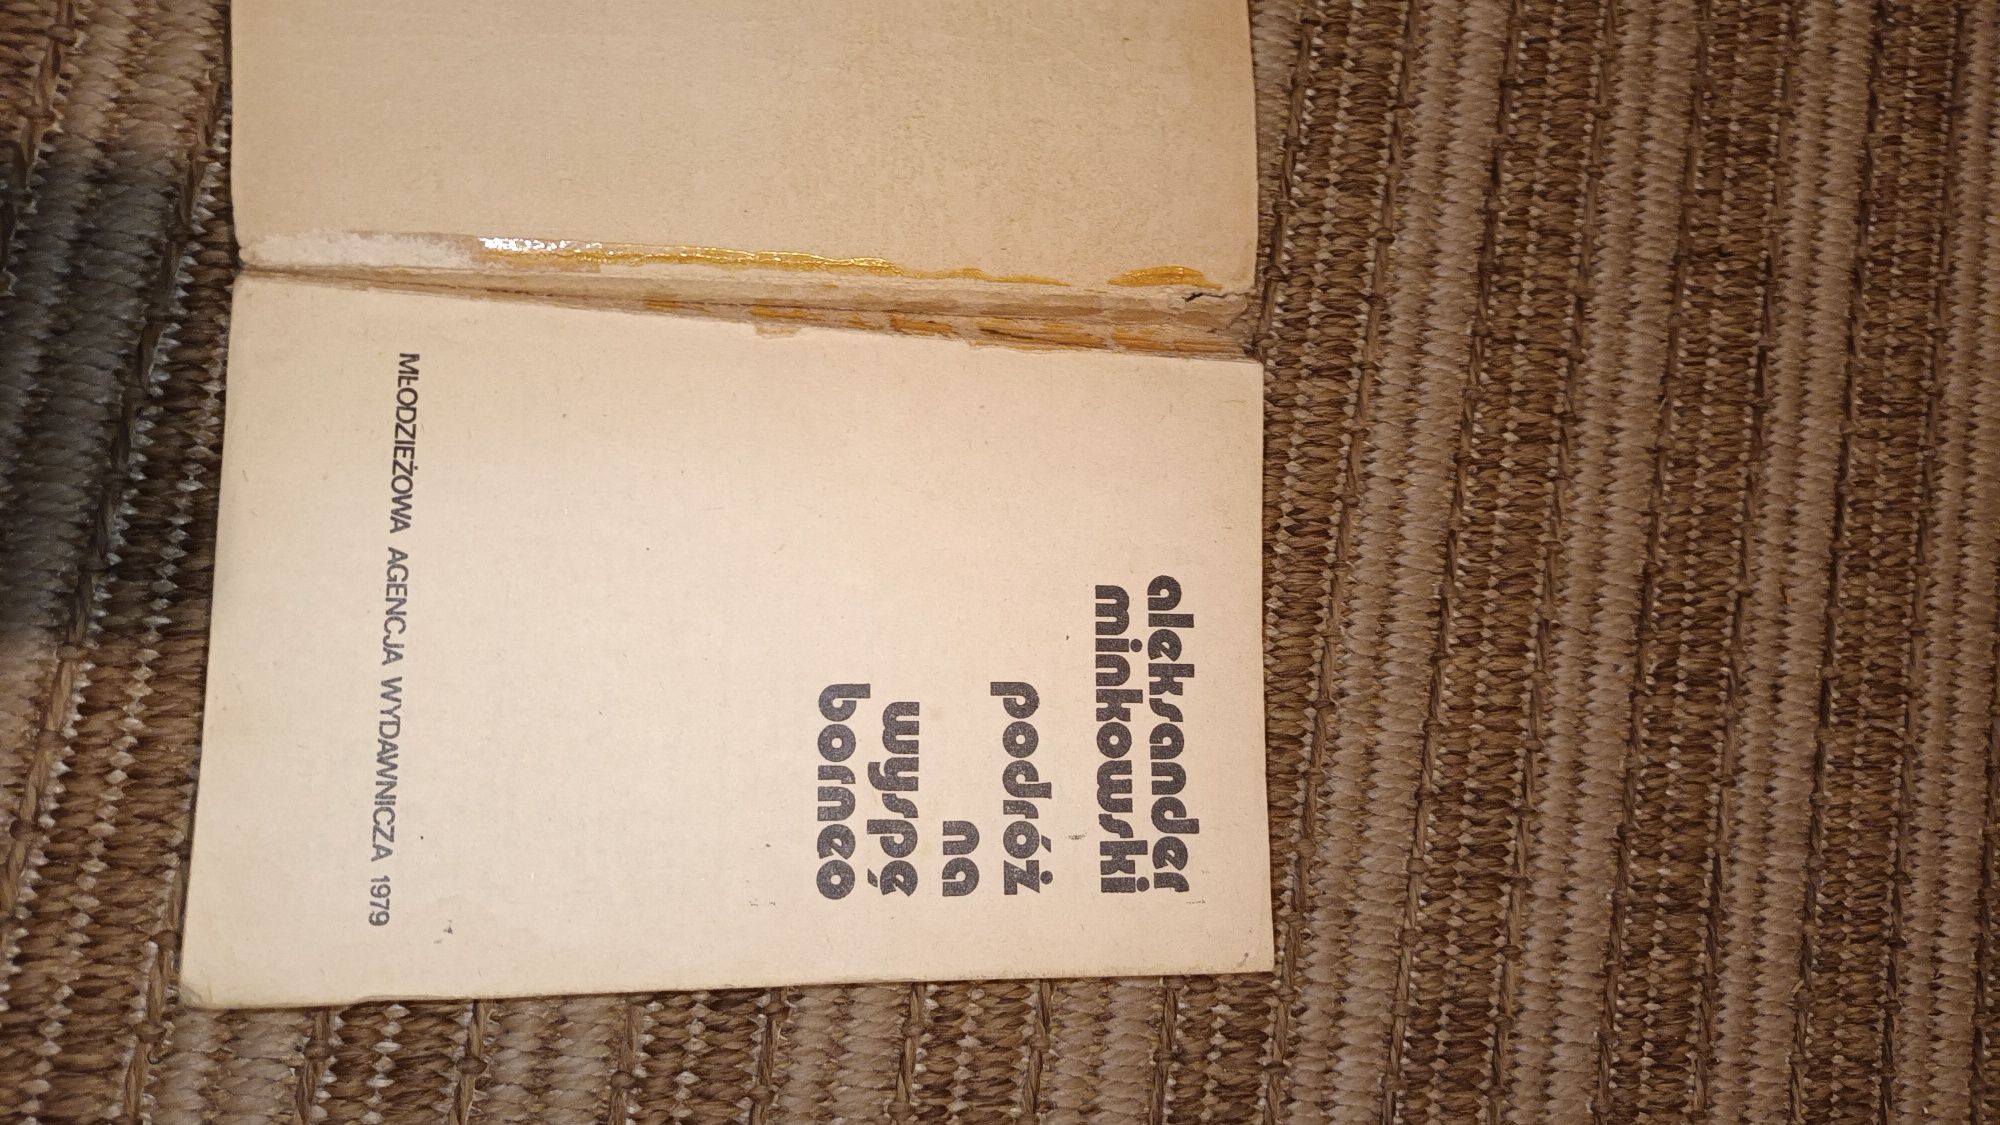 aleksander
minkowski
podróż
na
wyspę
borneo
MŁODZIEŻOWA AGENCJA WYDAWNICZA 1979